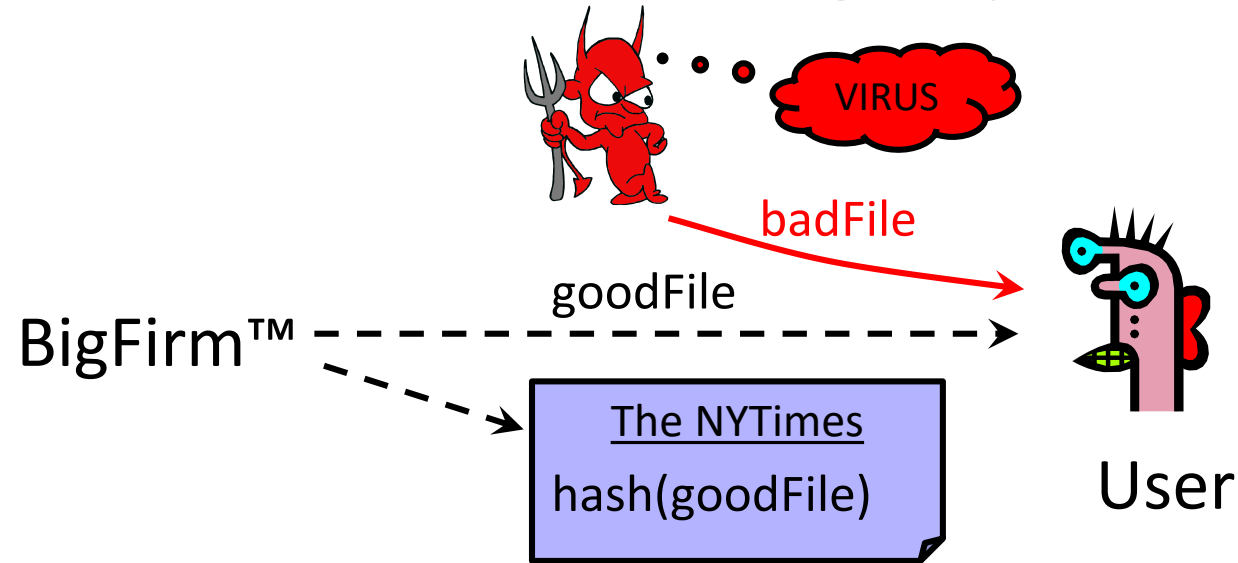 VIRUS
badFile
goodFile
BigFirm™
The NYTimes
hash(goodFile)
User